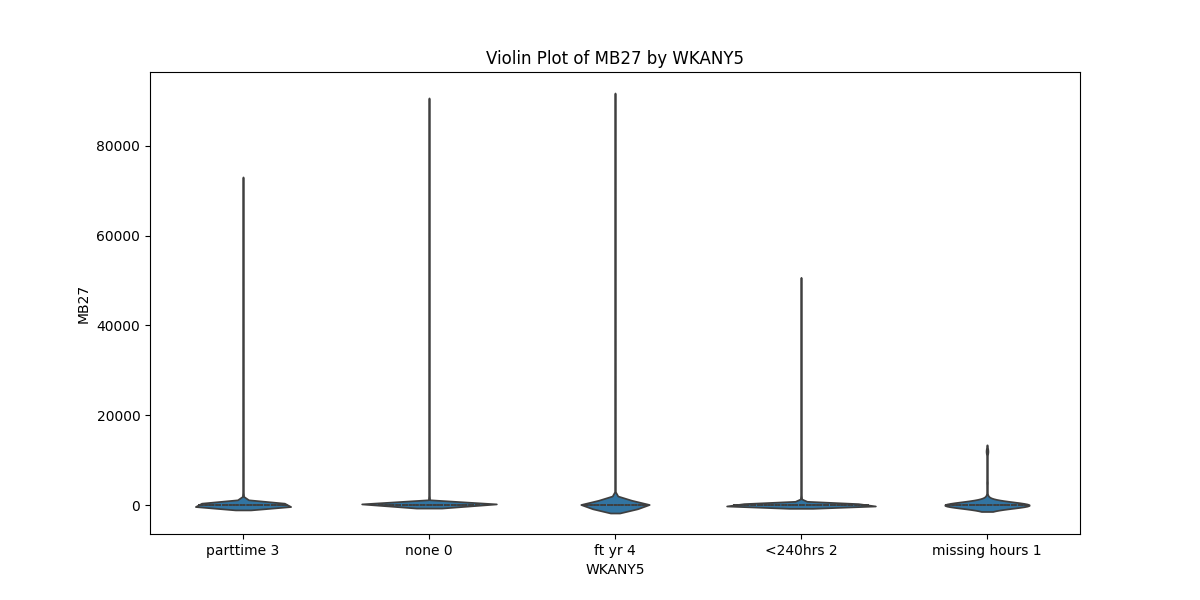 Violin Plot of MB27 by WKANY5
MB27
80000
60000
40000
20000
0
parttime 3
none 0
ft yr 4
<240hrs 2
missing hours 1
WKANY5